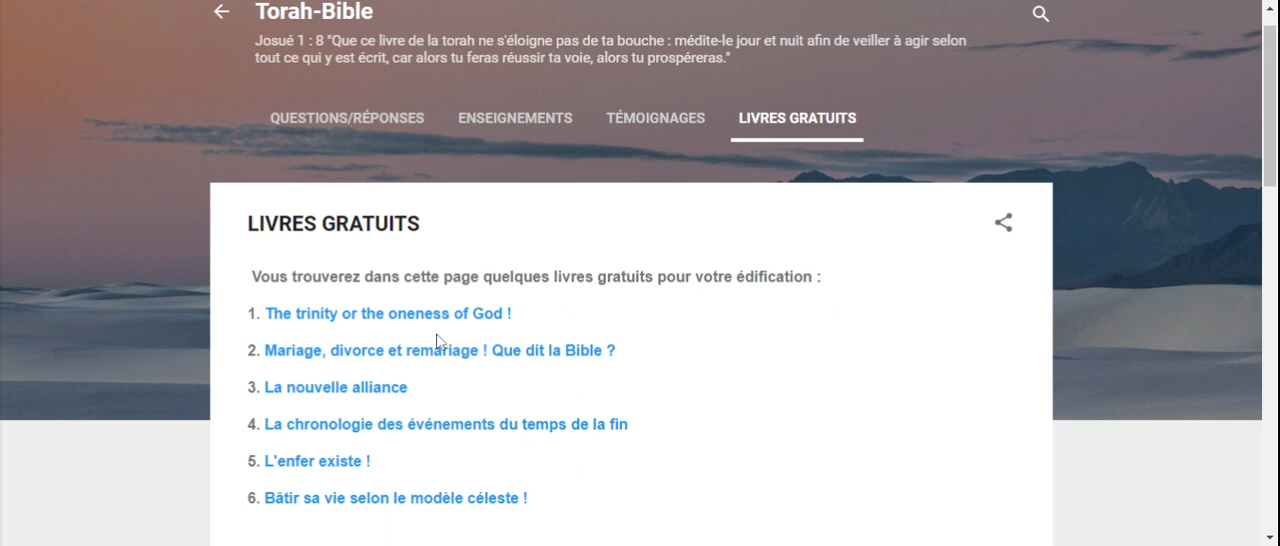 Torah-Bible
Josué 1 : 8 "Que ce livre de la torah ne s'éloigne pas de ta bouche : médite-le jour et nuit afin de veiller à agir selon
tout ce qui y est écrit, car alors tu feras réussir ta voie, alors tu prospéreras."
QUESTIONS/RÉPONSES ENSEIGNEMENTS TÉMOIGNAGES LIVRES GRATUITS
LIVRES GRATUITS
Vous trouverez dans cette page quelques livres gratuits pour votre édification :
1. The trinity or the oneness of God !
2. Mariage, divorce et remariage ! Que dit la Bible ?
3. La nouvelle alliance
4. La chronologie des événements du temps de la fin
5. L'enfer existe !
6. Bâtir sa vie selon le modèle céleste !